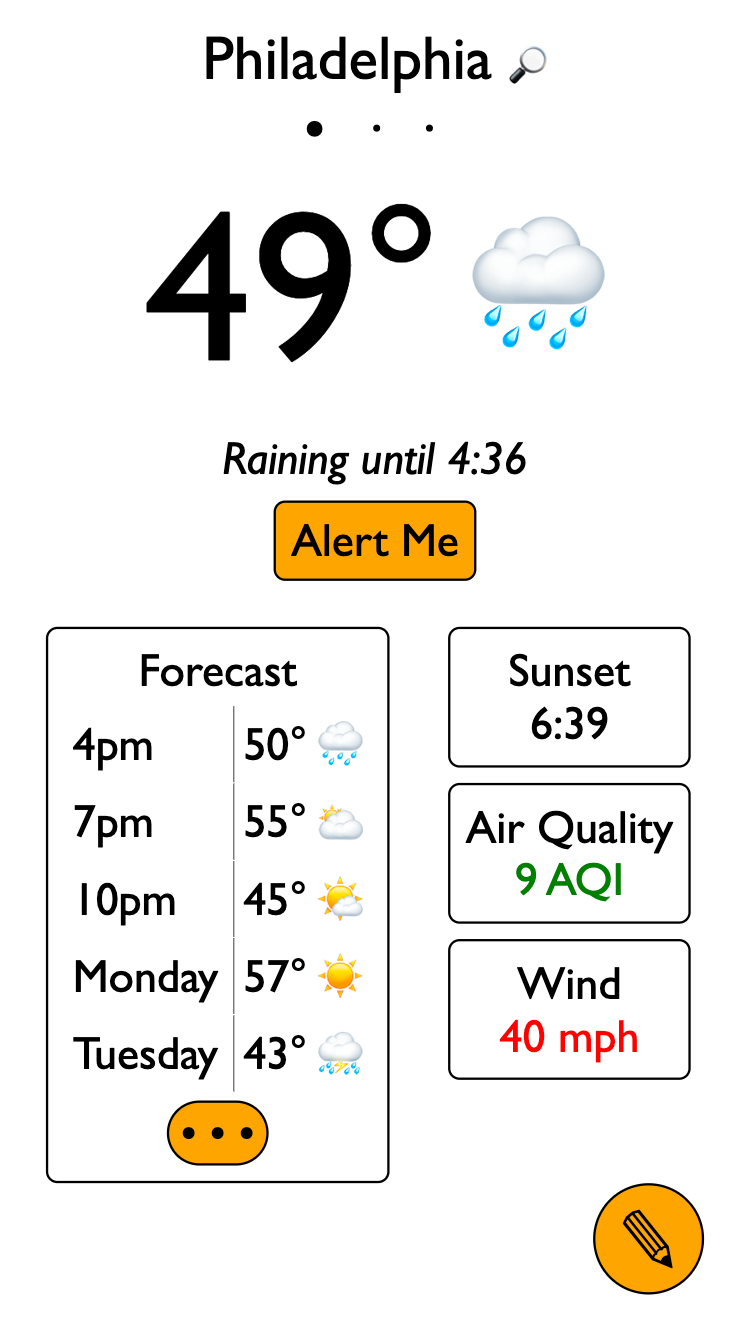 Philadelphia
49°
Raining until 4:36
Alert Me
Forecast
4pm 50°
7pm 55°
10pm 45°
Monday 57°
Tuesday 43°
Sunset
6:39
Air Quality
9 AQI
Wind
40 mph